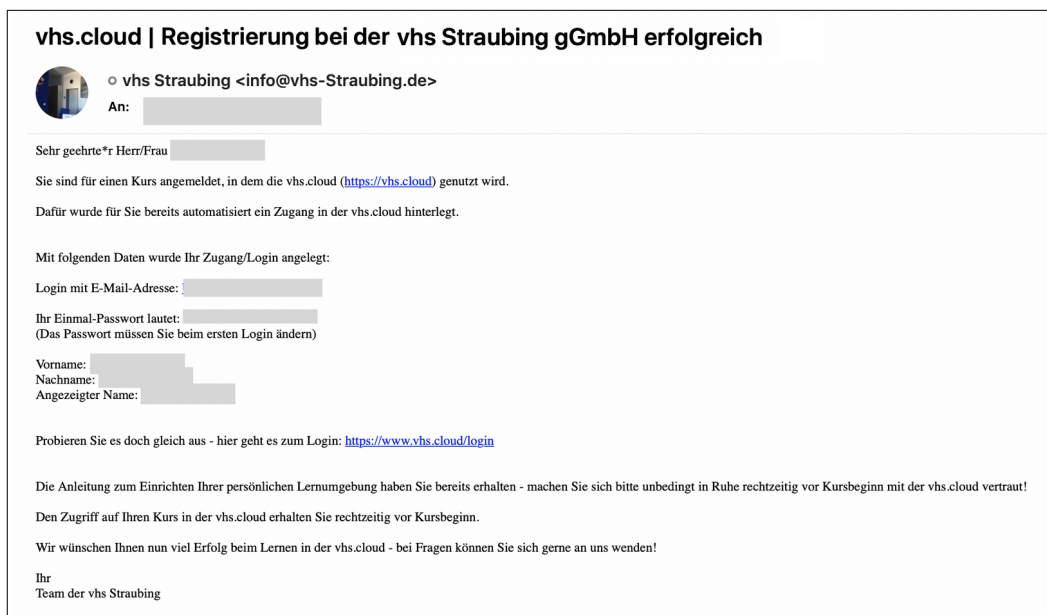 vhs.cloud | Registrierung bei der vhs Straubing gGmbH erfolgreich
vhs Straubing <info@vhs-Straubing.de>
An:
Sehr geehrte*r Herr/Frau
Sie sind für einen Kurs angemeldet, in dem die vhs.cloud (https://vhs.cloud) genutzt wird.
Dafür wurde für Sie bereits automatisiert ein Zugang in der vhs.cloud hinterlegt.
Mit folgenden Daten wurde Ihr Zugang/Login angelegt:
Login mit E-Mail-Adresse:
Ihr Einmal-Passwort lautet:
(Das Passwort müssen Sie beim ersten Login ändern)
Vorname:
Nachname:
Angezeigter Name:
Probieren Sie es doch gleich aus - hier geht es zum Login: https://www.vhs.cloud/login
Die Anleitung zum Einrichten Ihrer persönlichen Lernumgebung haben Sie bereits erhalten - machen Sie sich bitte unbedingt in Ruhe rechtzeitig vor Kursbeginn mit der vhs.cloud vertraut!
Den Zugriff auf Ihren Kurs in der vhs.cloud erhalten Sie rechtzeitig vor Kursbeginn.
Wir wünschen Ihnen nun viel Erfolg beim Lernen in der vhs.cloud - bei Fragen können Sie sich gerne an uns wenden!
Ihr
Team der vhs Straubing